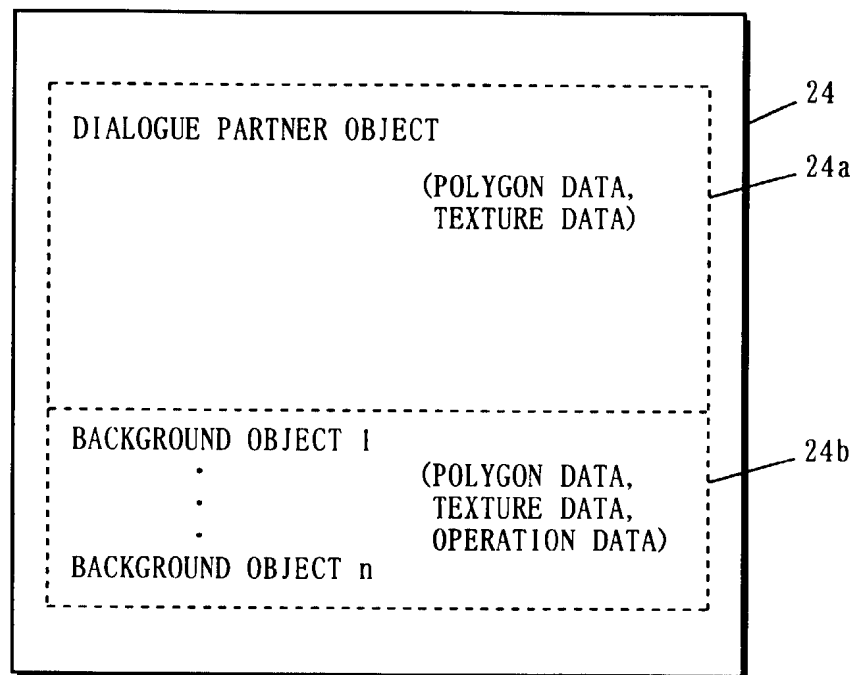 24
DIALOGUE PARTNER OBJECT
24a
(POLYGON DATA,
TEXTURE DATA)
BACKGROUND OBJECT 1
24b
(POLYGON DATA,
TEXTURE DATA,
OPERATION DATA)
BACKGROUND OBJECT n